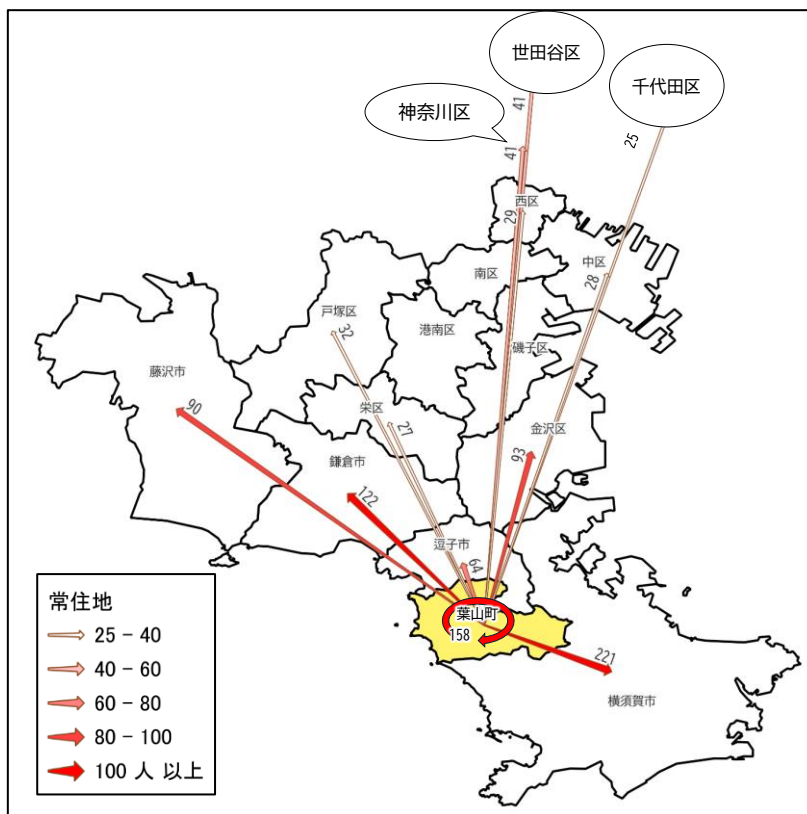 世田谷区
千代田区
神奈川区
41
25
41
西区
29
中区
南区
28
戸塚区
32
港南区
磯子区
藤沢市
90
栄区
27
金沢区
93
鎌倉市
122
逗子市
64
葉山町
158
221
横須賀市
常住地
25 - 40
40 - 60
60 - 80
80 - 100
100 人 以上